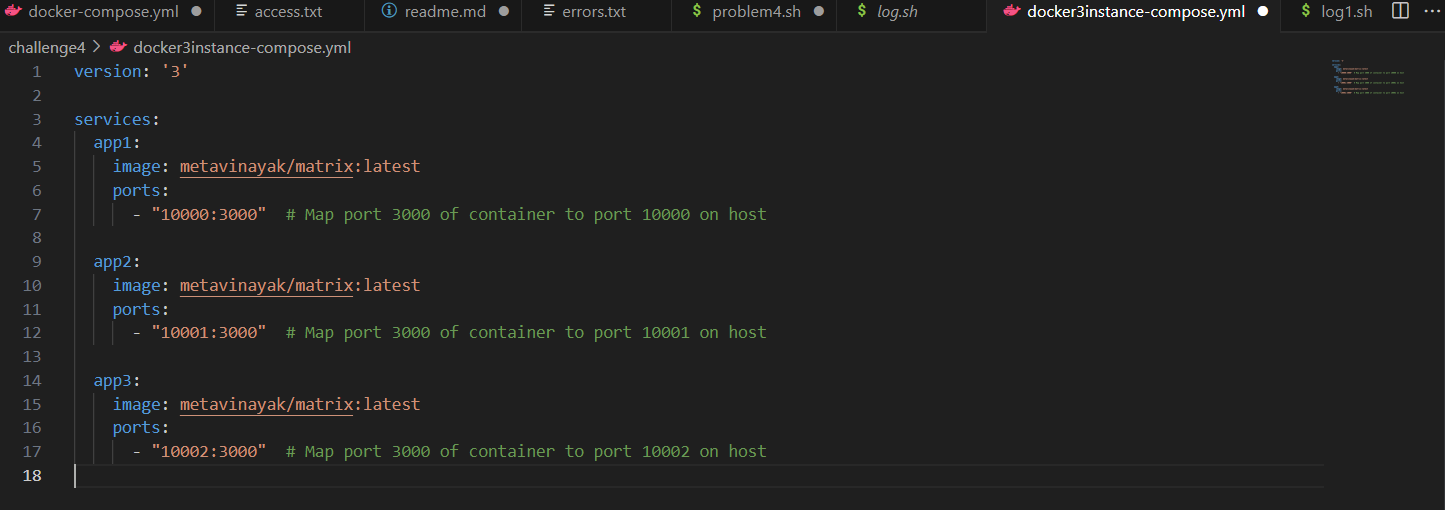 docker-compose.yml access.txt readme.md errors.txt problem4.sh log.sh docker3instance-compose.yml log1.sh
challenge4 > docker3instance-compose.yml
1 version: '3'
2
3 services:
4 app1:
5 image: metavinayak/matrix:latest
6 ports:
7 - "10000:3000" # Map port 3000 of container to port 10000 on host
8
9 app2:
10 image: metavinayak/matrix:latest
11 ports:
12 - "10001:3000" # Map port 3000 of container to port 10001 on host
13
14 app3:
15 image: metavinayak/matrix:latest
16 ports:
17 - "10002:3000" # Map port 3000 of container to port 10002 on host
18